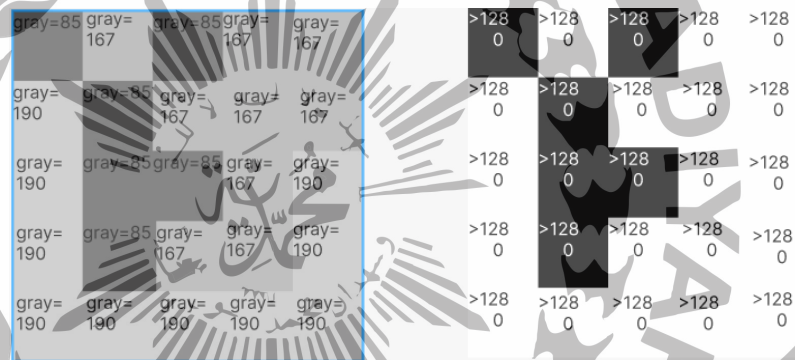 gray=85 gray= gray=85 gray= gray= >128 >128 >128 >128 >128
167 167 167 0 0 0 0 0
gray= gray=85 gray= gray= gray= >128 >128 >128 >128 >128
190 167 167 167 0 0 0 0 0
gray= gray=85 gray=85 gray= gray= >128 >128 >128 >128 >128
190 167 190 0 0 0 0 0
gray= gray=85 gray= gray= gray= >128 >128 >128 >128 >128
190 167 167 190 0 0 0 0 0
gray= gray= gray= gray= gray= >128 >128 >128 >128 >128
190 190 190 190 190 0 0 0 0 0